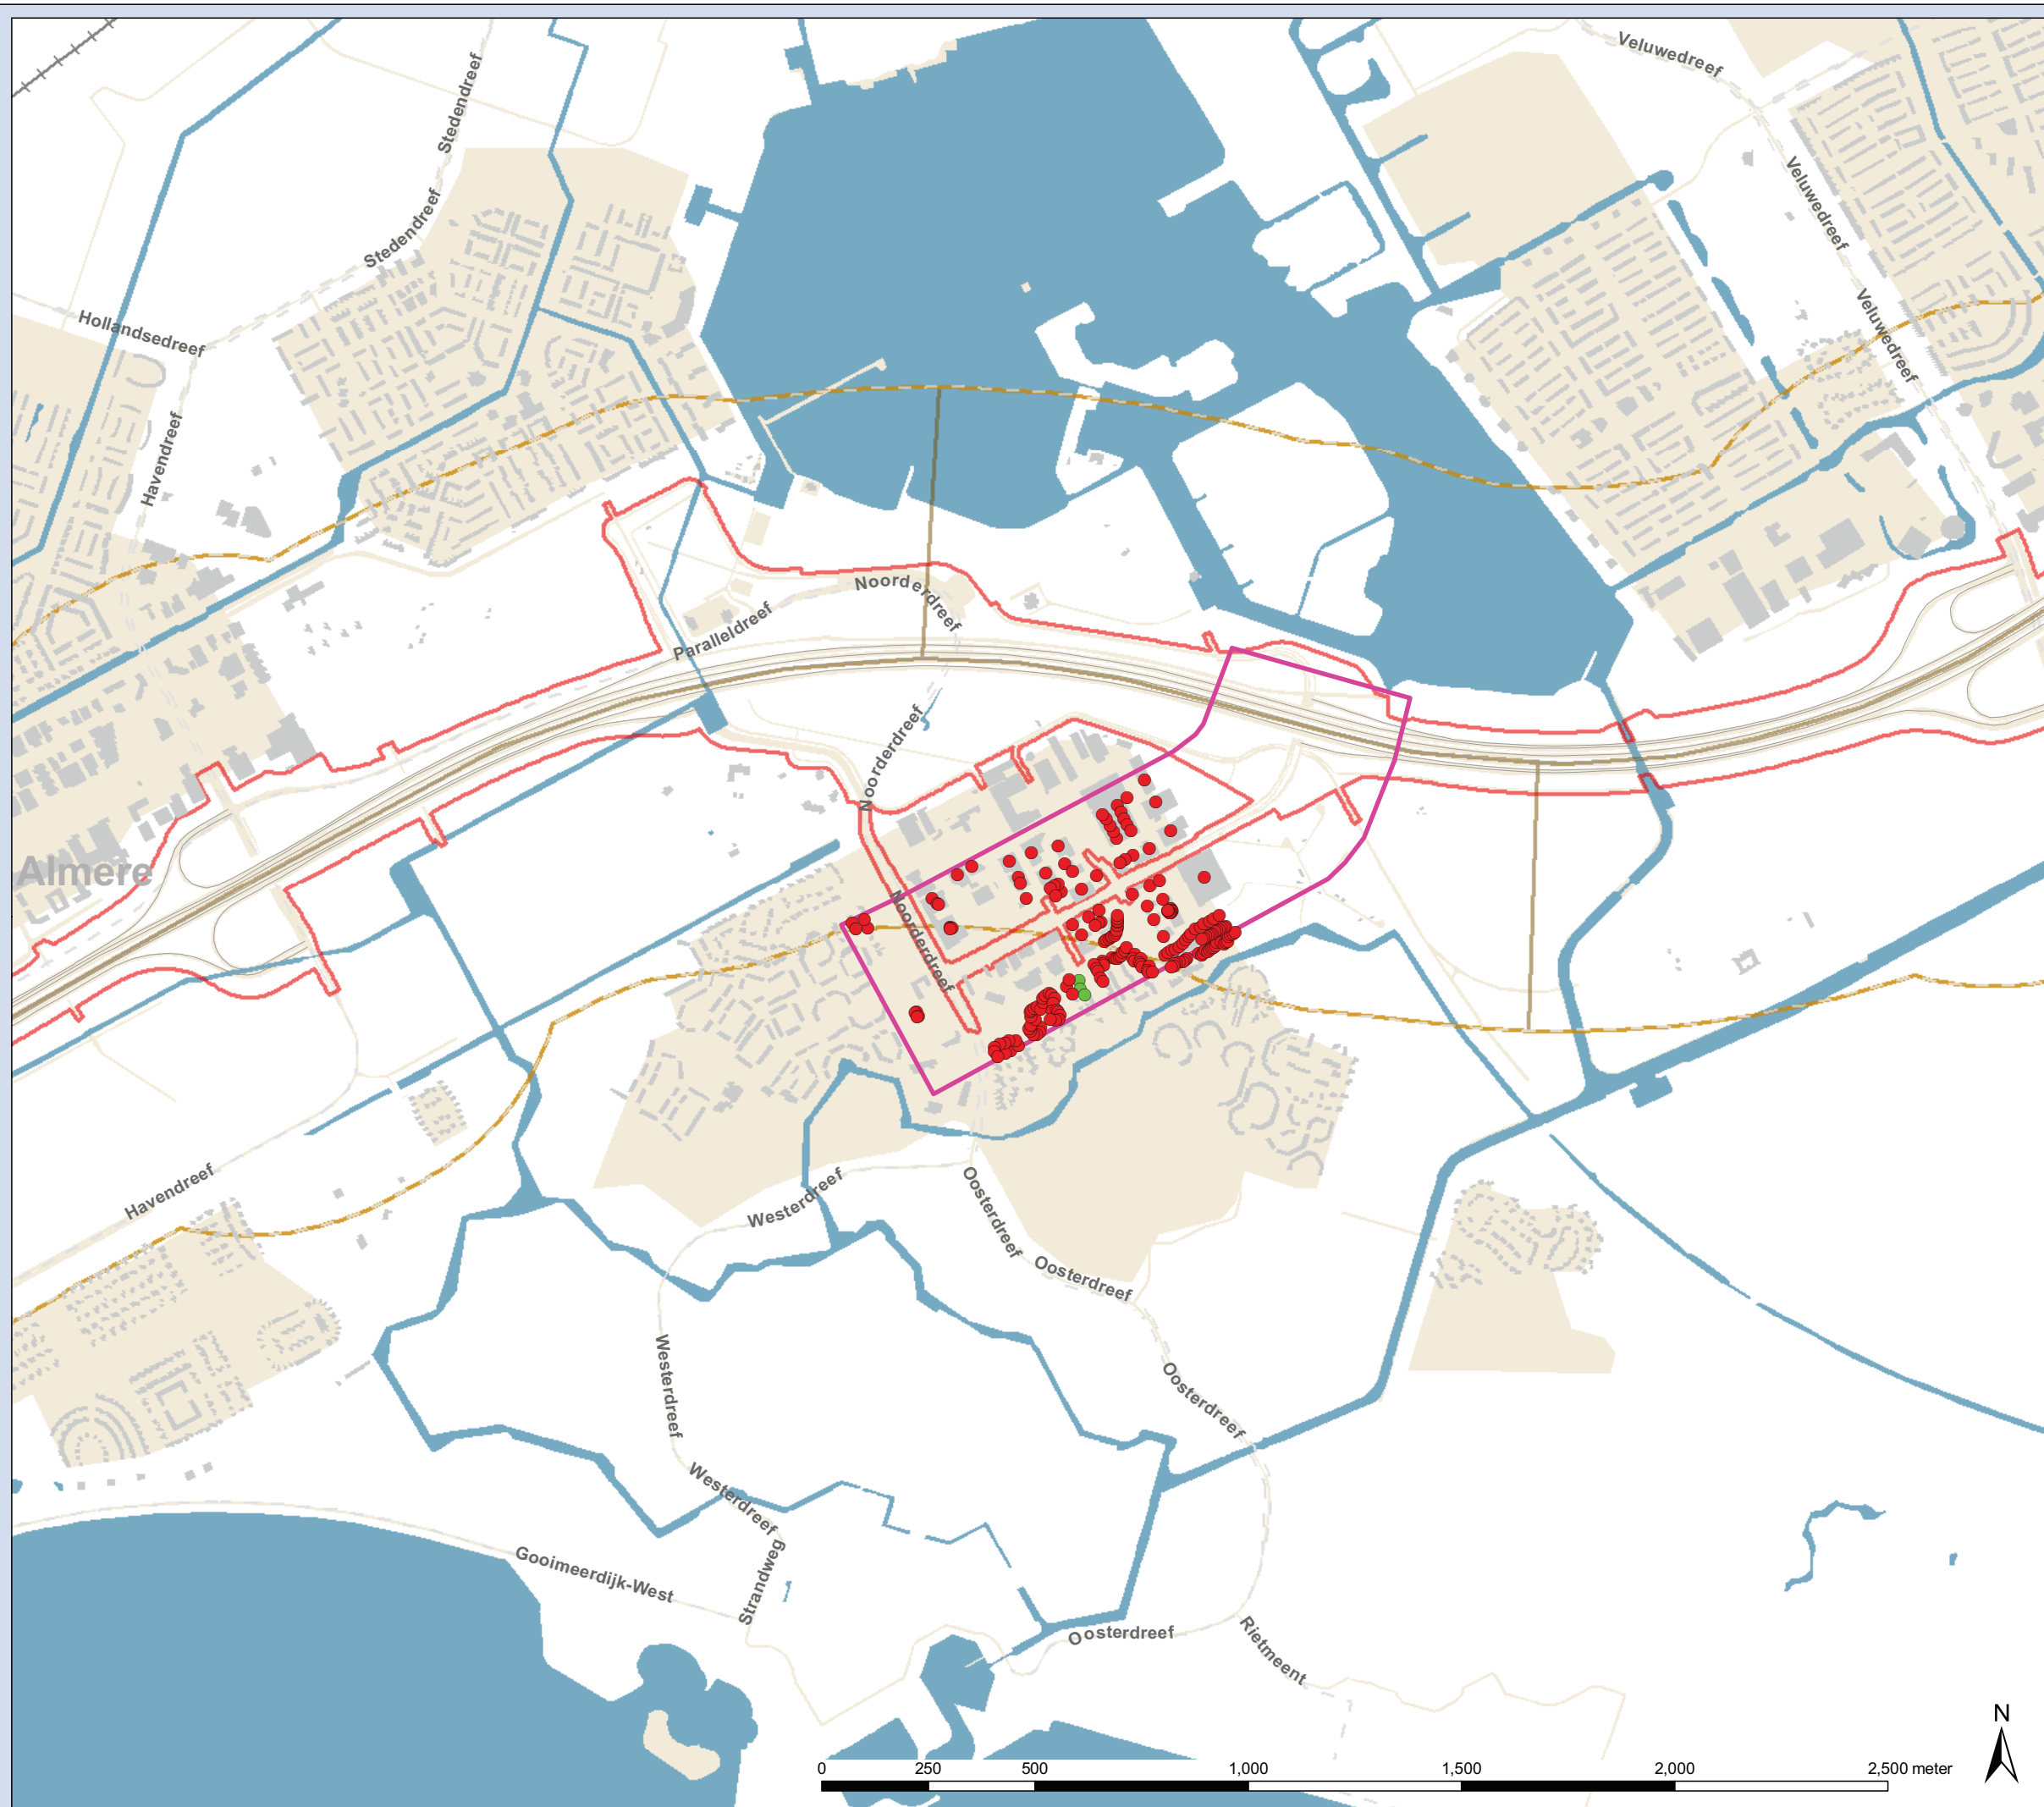 Veluwedreef
Stedendreef
Veluwedreef
Stedendreef
Hollandsedreef
Veluwedreef
Havendreef
Noorderdreef
Paralleldreef
Noorderdreef
Almere
Noorderdreef
Havendreef
Westerdreef
Oosterdreef
Oosterdreef
Westerdreef
Oosterdreef
Westerdreef
Gooimeerdijk-West
Strandweg
Oosterdreef
Rietmeent
N
0 250 500 1,000 1,500 2,000 2,500 meter